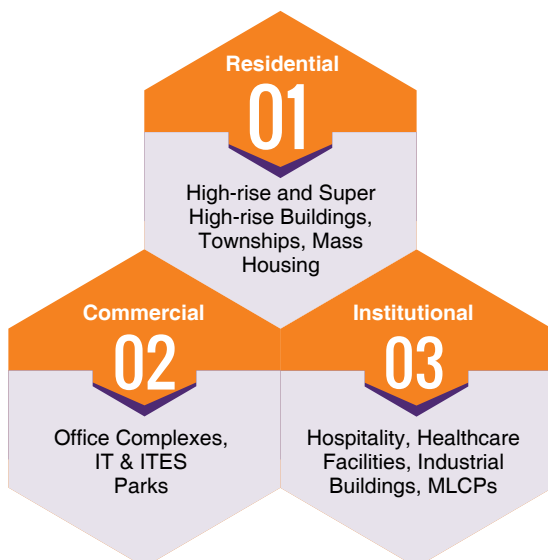 Residential
01
High-rise and Super
High-rise Buildings,
Townships, Mass
Housing
Commercial
02
Office Complexes,
IT & ITES
Parks
Institutional
03
Hospitality, Healthcare
Facilities, Industrial
Buildings, MLCPs